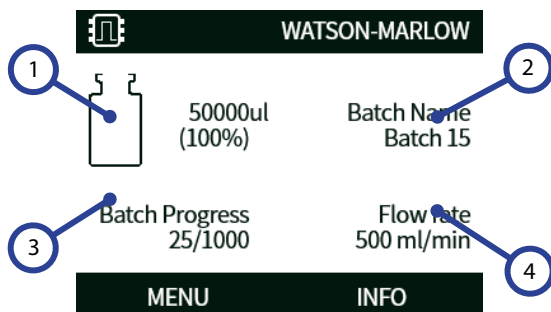 WATSON-MARLOW
1
2
50000ul
(100%)
Batch Name
Batch 15
3
Batch Progress
25/1000
Flow rate
500 ml/min
4
MENU
INFO